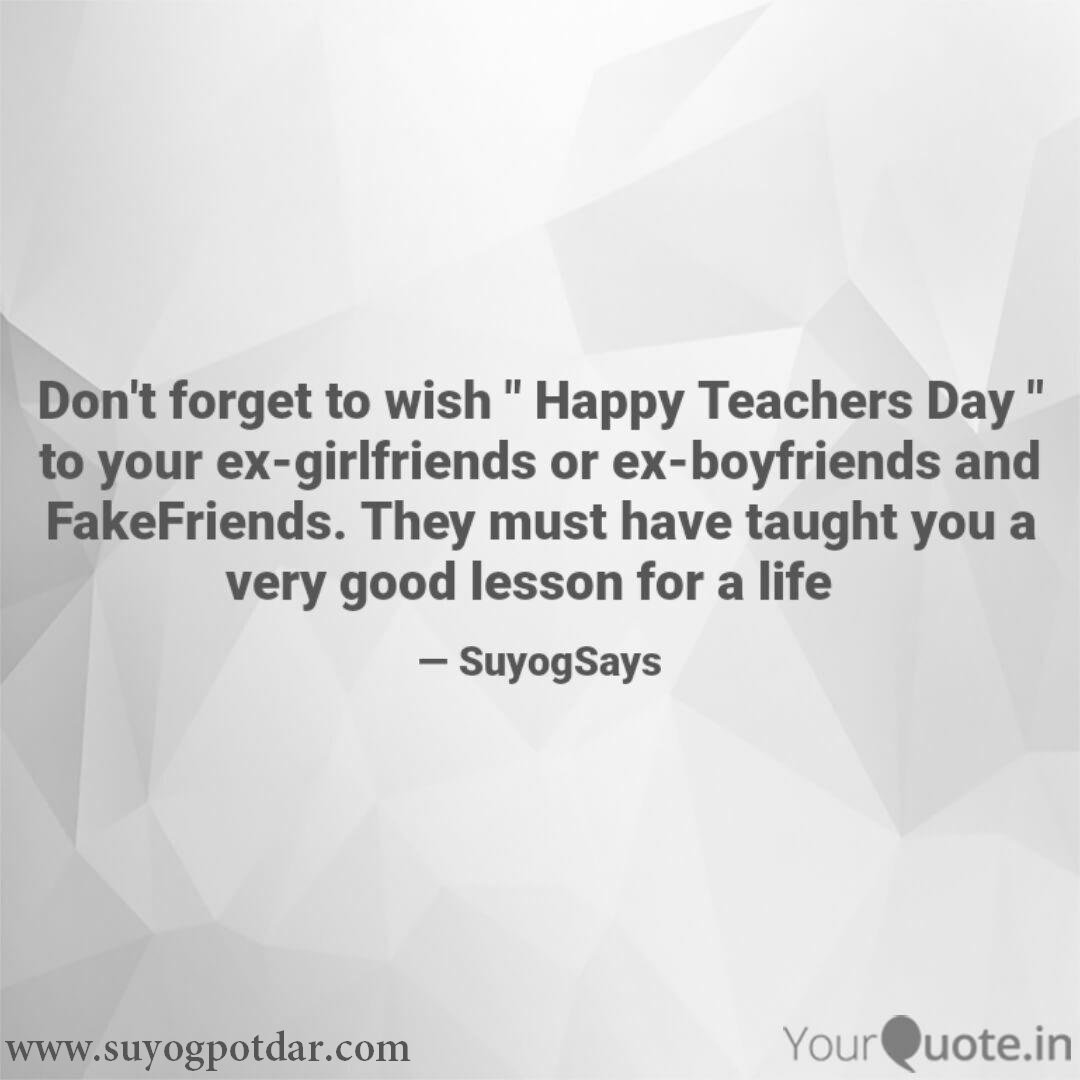 Don't forget to wish " Happy Teachers Day "
to your ex-girlfriends or ex-boyfriends and
FakeFriends. They must have taught you a
very good lesson for a life
— SuyogSays
www.suyogpotdar.com
YourQuote.in